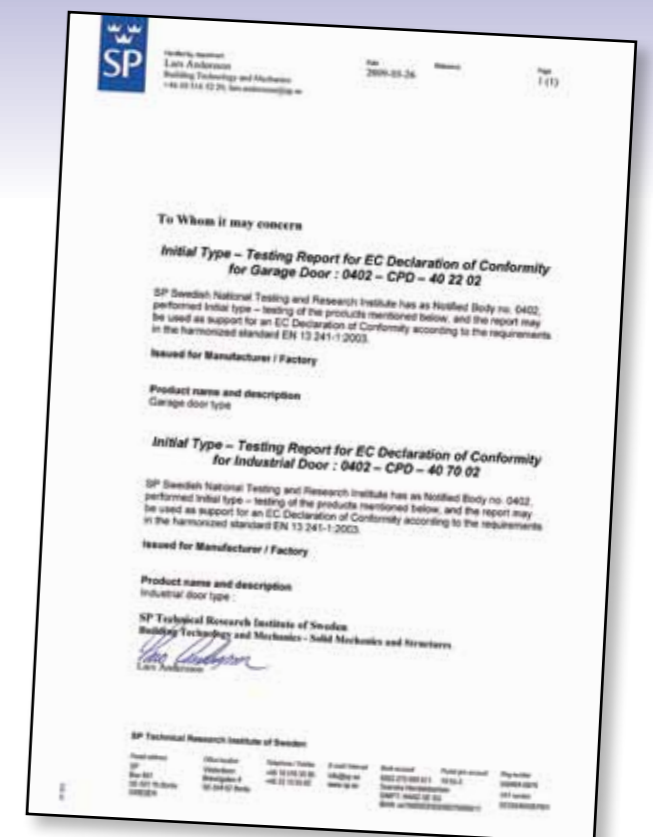 SP
Lars Andersson
Building Technology and Mechanics
Date
Reference
Page
1 (1)
To Whom it may concern
Initial Type – Testing Report for EC Declaration of Conformity
for Garage Door : 0402 – CPD – 40 22 02
SP Swedish National Testing and Research Institute has as Notified Body no. 0402,
performed Initial type – testing of the products mentioned below, and the report may
be used as support for an EC Declaration of Conformity according to the requirements
in the harmonized standard EN 13 241-1:2003.
Issued for Manufacturer / Factory
Product name and description
Garage door type
Initial Type – Testing Report for EC Declaration of Conformity
for Industrial Door : 0402 – CPD – 40 70 02
SP Swedish National Testing and Research Institute has as Notified Body no. 0402,
performed Initial type – testing of the products mentioned below, and the report may
be used as support for an EC Declaration of Conformity according to the requirements
in the harmonized standard EN 13 241-1:2003.
Issued for Manufacturer / Factory
Product name and description
Industrial door type :
SP Technical Research Institute of Sweden
Building Technology and Mechanics - Solid Mechanics and Structures
Lars Andersson
SP Technical Research Institute of Sweden
SP
SWEDEN